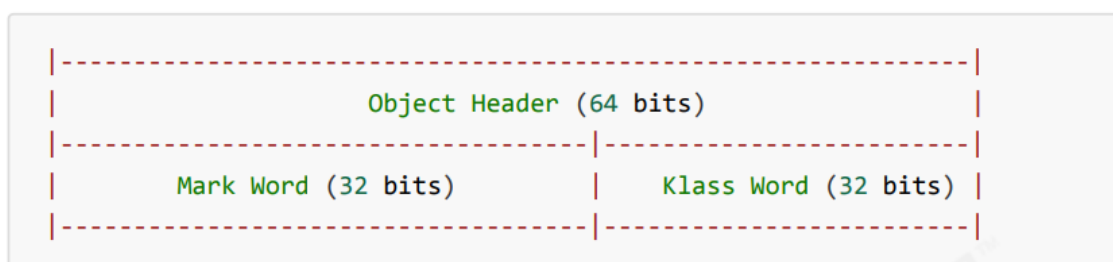 |--------------------------------------------------------------|
|                     Object Header (64 bits)                  |
|------------------------------------|-------------------------|
|        Mark Word (32 bits)         |    Klass Word (32 bits) |
|------------------------------------|-------------------------|